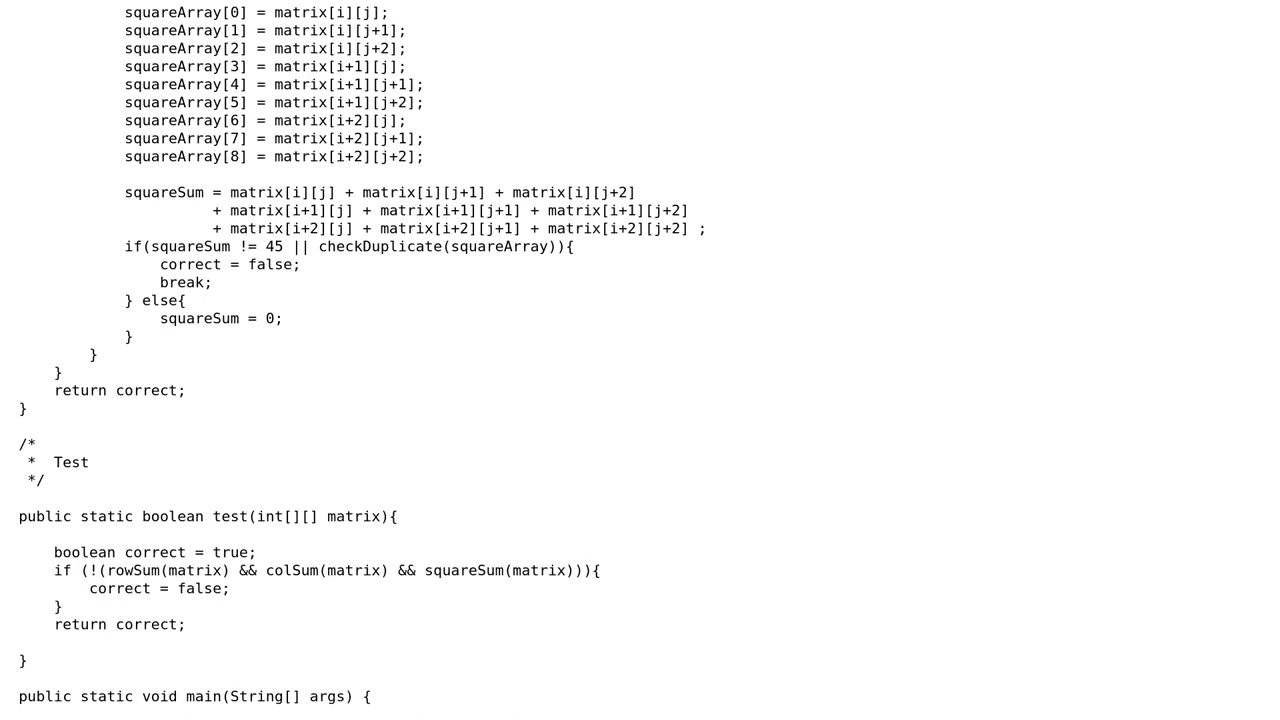 squareArray[0] = matrix[i][j];
squareArray[1] = matrix[i][j+1];
squareArray[2] = matrix[i][j+2];
squareArray[3] = matrix[i+1][j];
squareArray[4] = matrix[i+1][j+1];
squareArray[5] = matrix[i+1][j+2];
squareArray[6] = matrix[i+2][j];
squareArray[7] = matrix[i+2][j+1];
squareArray[8] = matrix[i+2][j+2];
squareSum = matrix[i][j] + matrix[i][j+1] + matrix[i][j+2]
+ matrix[i+1][j] + matrix[i+1][j+1] + matrix[i+1][j+2]
+ matrix[i+2][j] + matrix[i+2][j+1] + matrix[i+2][j+2] ;
if(squareSum != 45 || checkDuplicate(squareArray)){
correct = false;
break;
} else{
squareSum = 0;
}
}
}
return correct;
}
/*
*  Test
*/
public static boolean test(int[][] matrix){
boolean correct = true;
if (!(rowSum(matrix) && colSum(matrix) && squareSum(matrix))){
correct = false;
}
return correct;
}
public static void main(String[] args) {